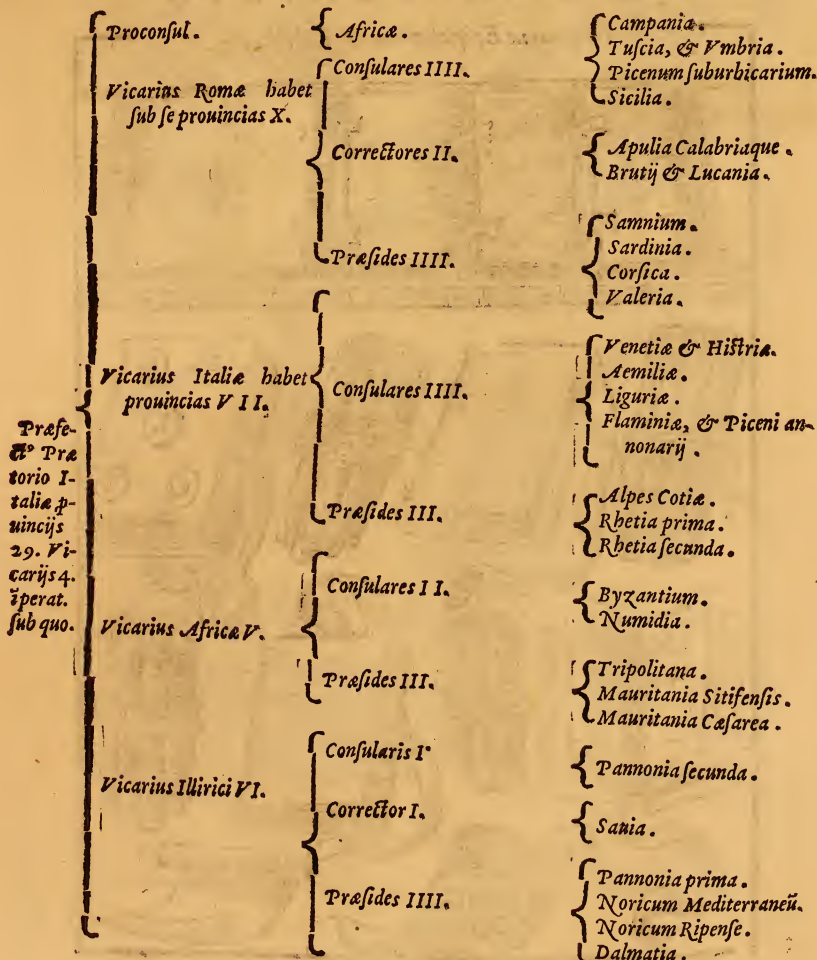 Proconſul.
Africæ.
Campania.
Tuſcia, & Vmbria.
Picenum ſuburbicarium.
Sicilia.
Vicarius Romæ habet
ſub ſe prouincias X.
Conſulares IIII.
Correctores II.
Apulia Calabriaque.
Brutij & Lucania.
Præſides IIII.
Samnium.
Sardinia.
Corſica.
Valeria.
Præfe-
ct⁹ Præ
torio I-
taliæ ꝓ-
uincijs
29. Vi-
carijs 4.
īperat.
ſub quo.
Vicarius Italiæ habet
prouincias VII.
Conſulares IIII.
Venetiæ & Hiſtriæ.
Aemiliæ.
Liguriæ.
Flaminiæ, & Piceni an-
nonarij.
Præſides III.
Alpes Cotiæ.
Rhetia prima.
Rhetia ſecunda.
Vicarius Africæ V.
Conſulares II.
Byzantium.
Numidia.
Præſides III.
Tripolitana.
Mauritania Sitifenſis.
Mauritania Cæſarea.
Vicarius Illirici VI.
Conſularis I.
Pannonia ſecunda.
Corrector I.
Sauia.
Præſides IIII.
Pannonia prima.
Noricum Mediterraneū.
Noricum Ripenſe.
Dalmatia.